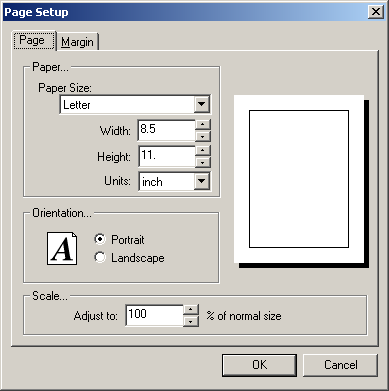 Page Setup
Page Margin
Paper...
Paper Size:
Letter
Width: 8.5
Height: 11.
Units: inch
Orientation...
A
Portrait
Landscape
Scale...
Adjust to: 100 % of normal size
OK Cancel